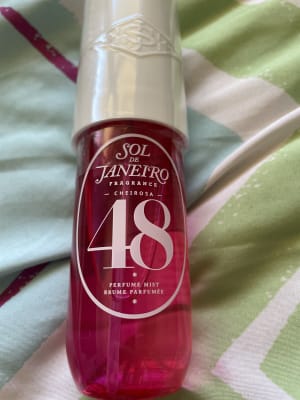 SOL
DE
JANEIRO
FRAGRANCE
CHEIROSA
48
PERFUME MIST
BRUME PARFUMÉE